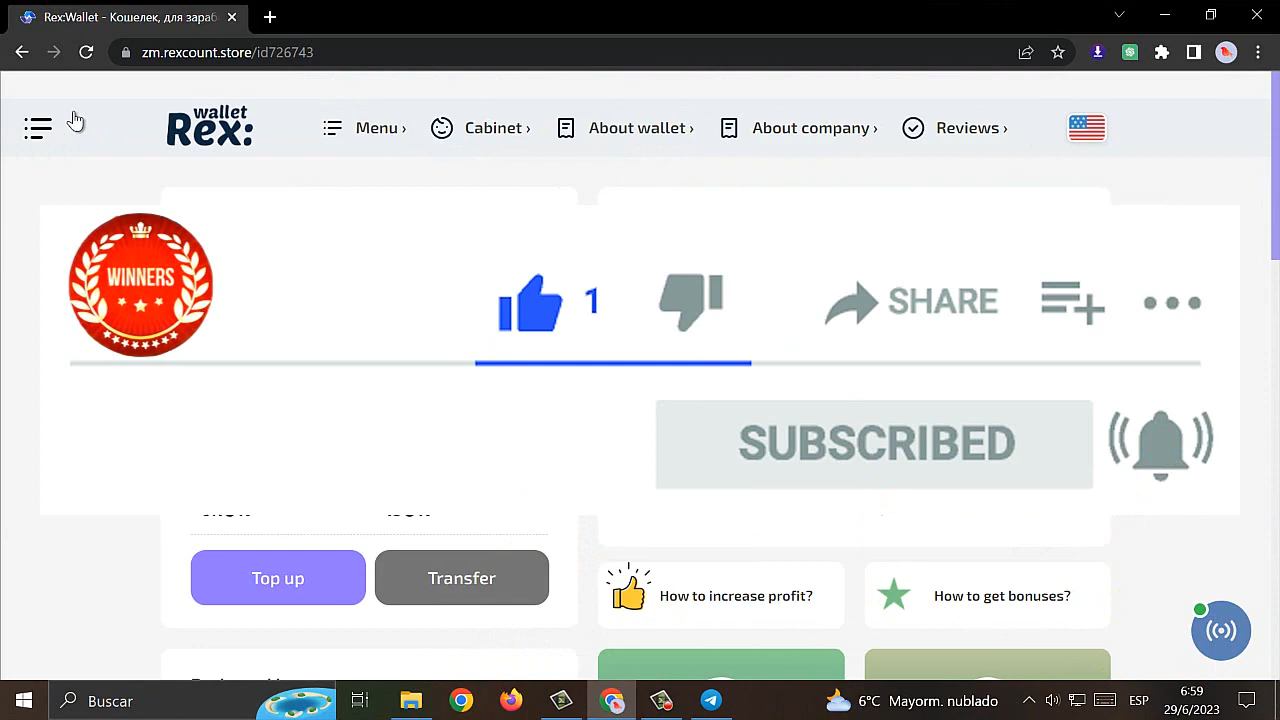 Rex:Wallet - Кошелек, для зараб
zm.rexcount.store/id726743
wallet
Rex:
Menu ›
Cabinet ›
About wallet ›
About company ›
Reviews ›
WINNERS
1
SHARE
SUBSCRIBED
Top up
Transfer
How to increase profit?
How to get bonuses?
Buscar
6°C Mayorm. nublado
ESP
6:59
29/6/2023